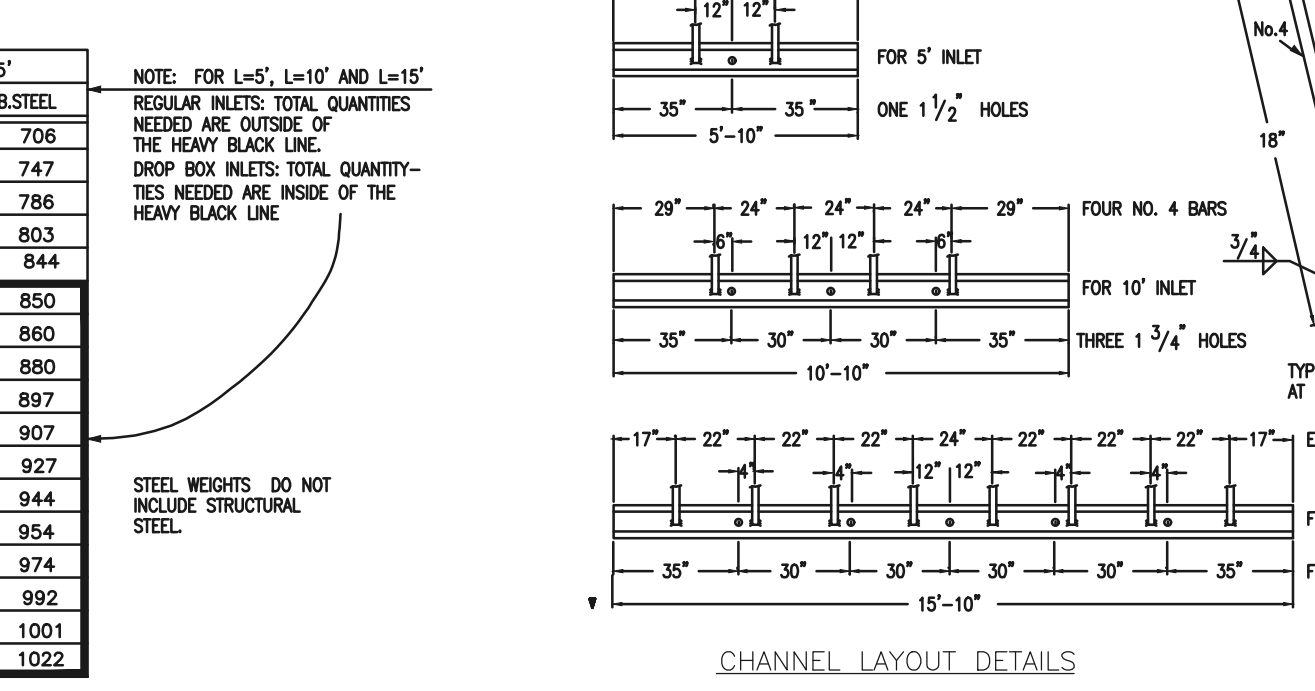 5'
B.STEEL
706
747
786
803
844
850
860
880
897
907
927
944
954
974
992
1001
1022
NOTE: FOR L=5', L=10' AND L=15'
REGULAR INLETS: TOTAL QUANTITIES
NEEDED ARE OUTSIDE OF
THE HEAVY BLACK LINE.
DROP BOX INLETS: TOTAL QUANTITY-
TIES NEEDED ARE INSIDE OF THE
HEAVY BLACK LINE
STEEL WEIGHTS DO NOT
INCLUDE STRUCTURAL
STEEL.
12" 12"
FOR 5' INLET
35" 35" ONE 1 1/2" HOLES
5'-10"
29" 24" 24" 24" 29" FOUR NO. 4 BARS
6" 12" 12" 6"
FOR 10' INLET
35" 30" 30" 35" THREE 1 3/4" HOLES
10'-10"
17" 22" 22" 22" 24" 22" 22" 22" 17" E
4" 4" 12" 12" 4" 4"
F
35" 30" 30" 30" 30" 35" F
15'-10"
CHANNEL LAYOUT DETAILS
No.4
18"
3/4"
TYP
AT